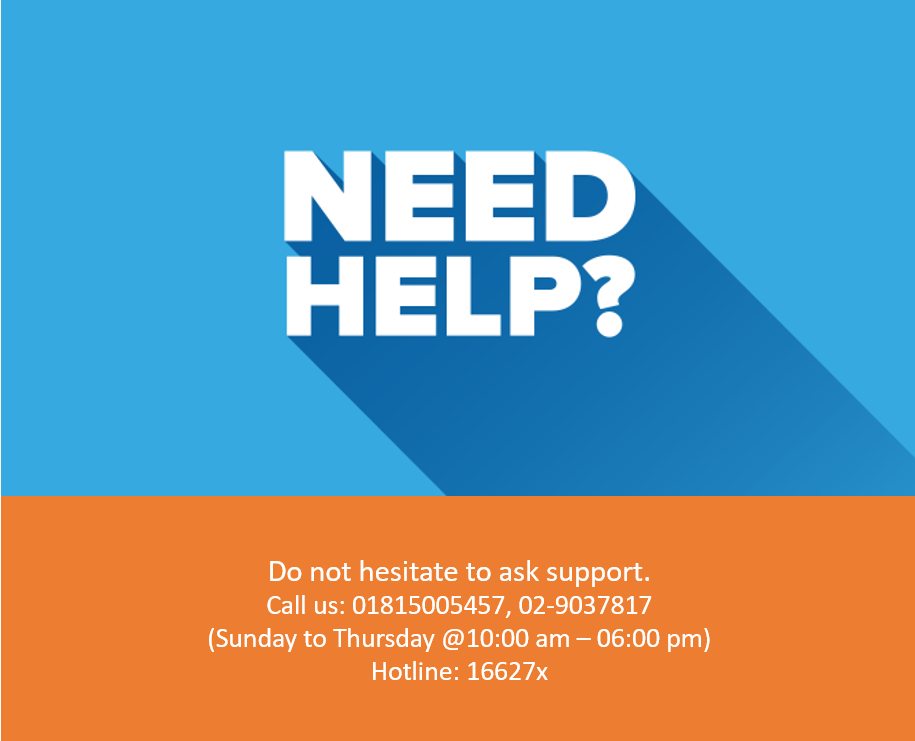 NEED
HELP?
Do not hesitate to ask support.
Call us: 01815005457, 02-9037817
(Sunday to Thursday @10:00 am – 06:00 pm)
Hotline: 16627x